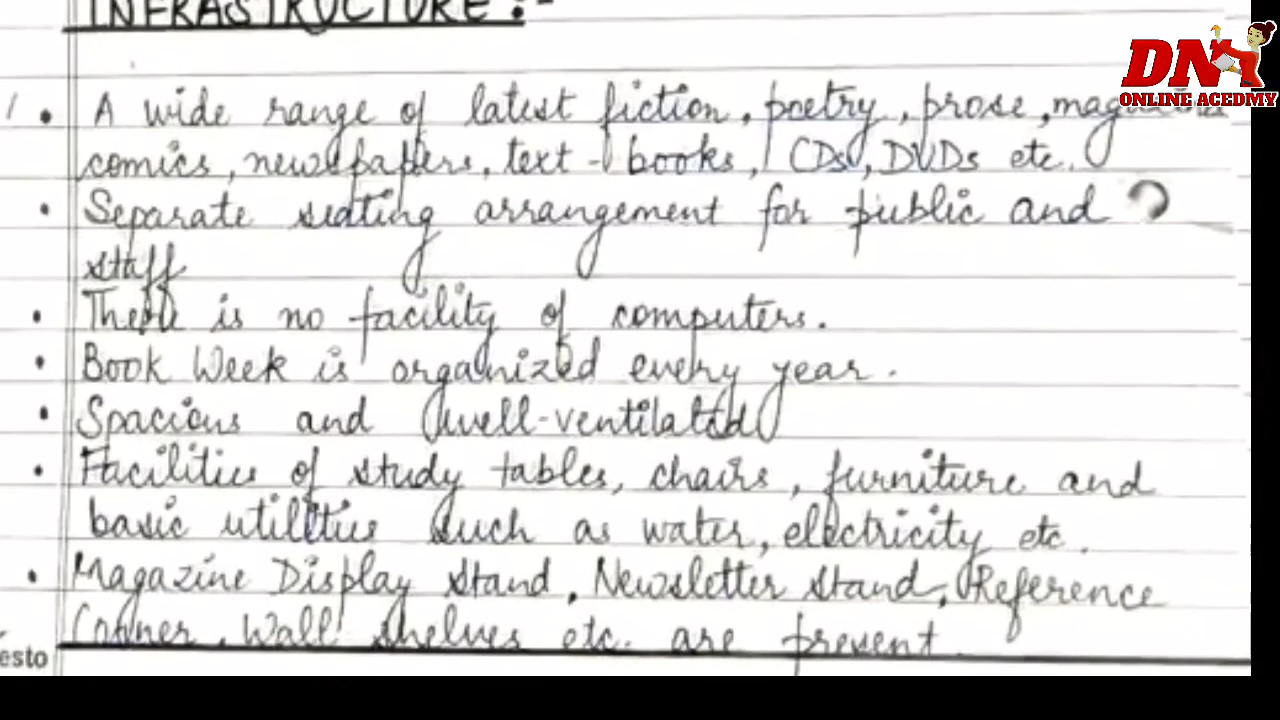 INFRASTRUCTURE :-
DNA
ONLINE ACEDMY
1 • A wide range of latest fiction, poetry, prose,
comics, newspapers, text-books, CDs, DVDs etc.
• Separate seating arrangement for public and
staff
• There is no facility of computers.
• Book Week is organized every year.
• Spacious and well-ventilated
• Facilities of study tables, chairs, furniture and
basic utilities such as water, electricity etc.
• Magazine Display Stand, Newsletter Stand, Reference
Corner, Wall Shelves etc. are present.
esto